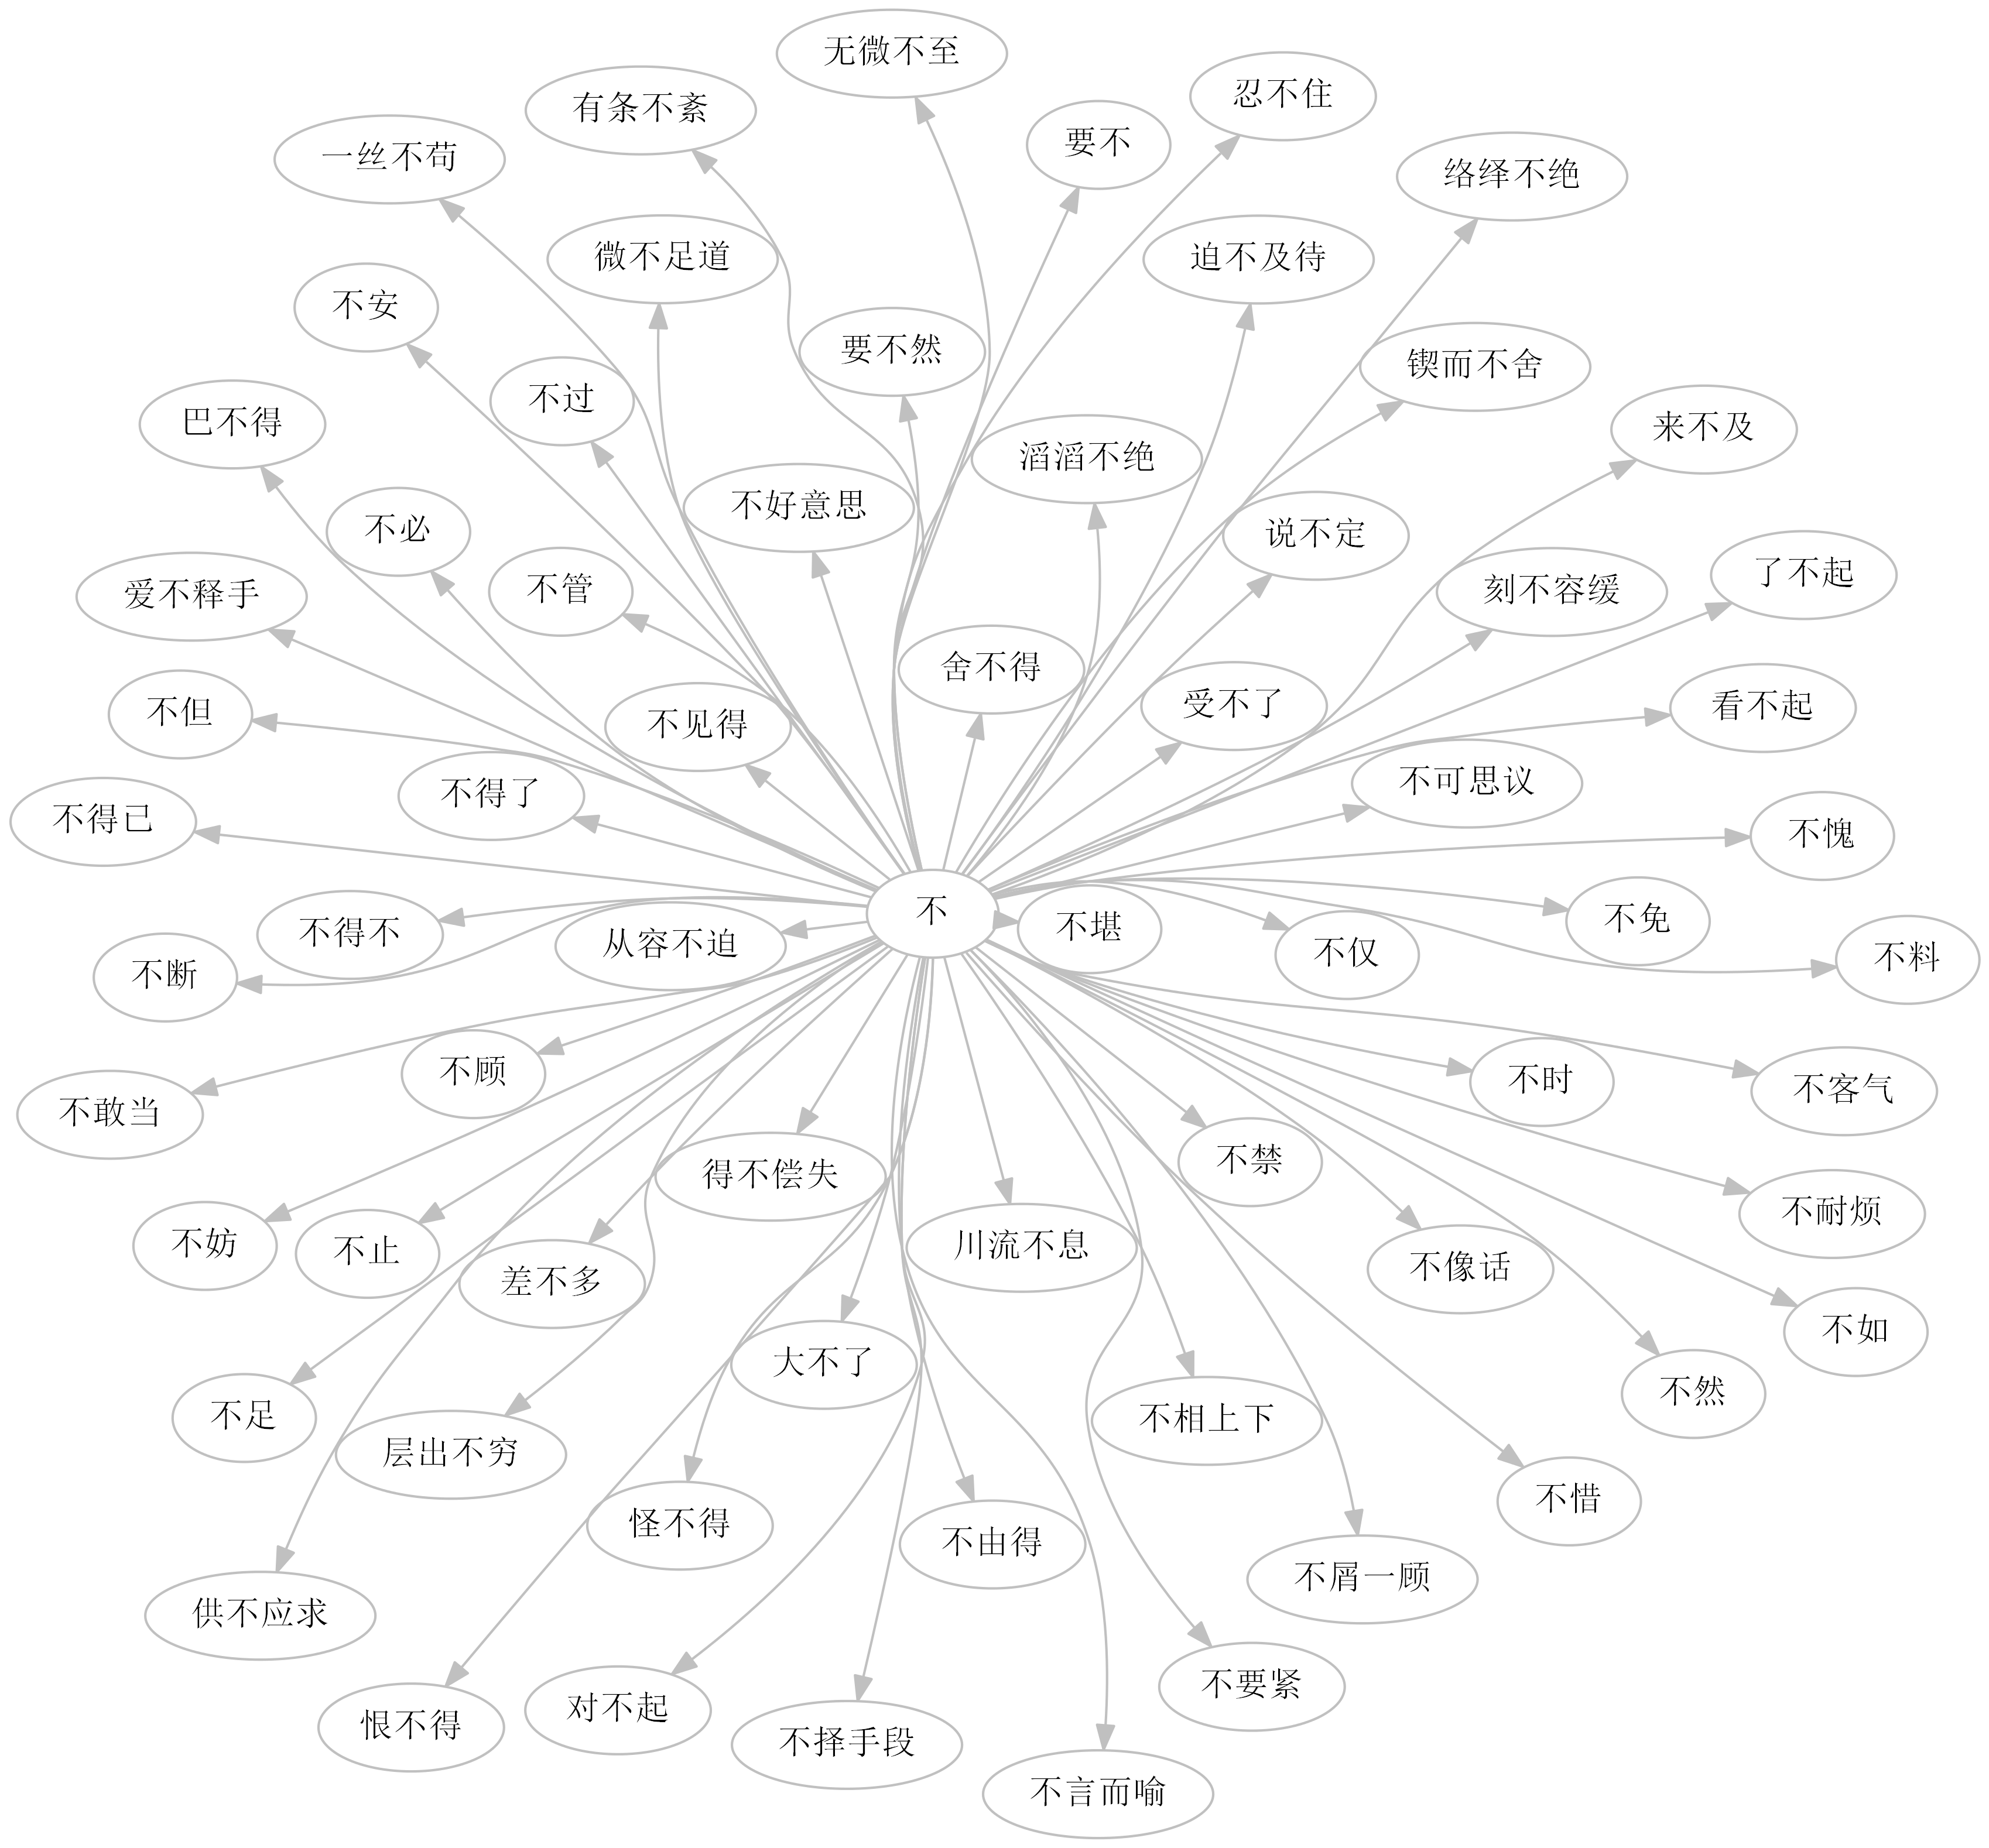 无微不至
忍不住
有条不紊
要不
一丝不苟
络绎不绝
微不足道
迫不及待
不安
要不然
锲而不舍
不过
巴不得
来不及
滔滔不绝
不好意思
不必
说不定
了不起
不管
刻不容缓
爱不释手
舍不得
受不了
看不起
不但
不见得
不可思议
不得了
不得已
不愧
不
不堪
不免
不得不
从容不迫
不仅
不料
不断
不顾
不时
不客气
不敢当
不禁
得不偿失
不耐烦
不妨
川流不息
不止
不像话
差不多
不如
大不了
不然
不足
不相上下
层出不穷
不惜
怪不得
不由得
不屑一顾
供不应求
不要紧
对不起
恨不得
不择手段
不言而喻